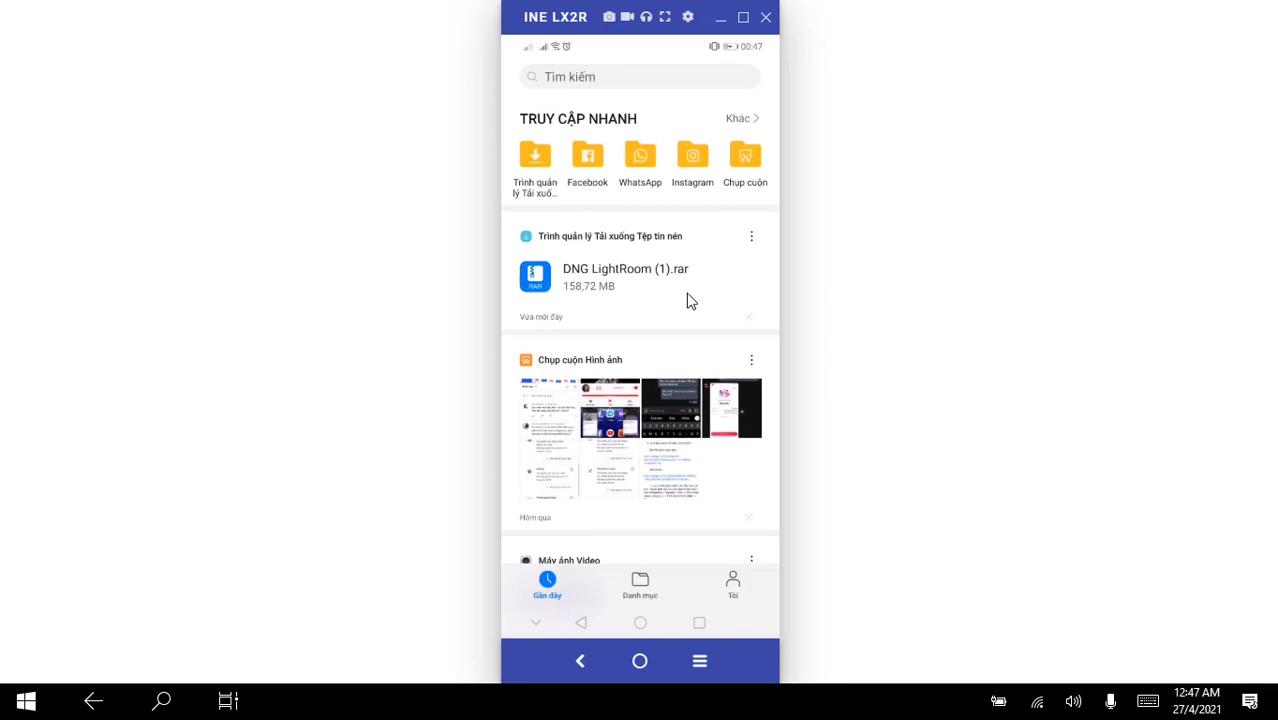 INE LX2R
00:47
Tìm kiếm
TRUY CẬP NHANH
Khác
Trình quản lý Tải xuố...
Facebook
WhatsApp
Instagram
Chụp cuộn
Trình quản lý Tải xuống Tệp tin nén
RAR
DNG LightRoom (1).rar
158,72 MB
Vừa mới đây
Chụp cuộn Hình ảnh
Hôm qua
Máy ảnh Video
Gần đây
Danh mục
Tôi
12:47 AM
27/4/2021